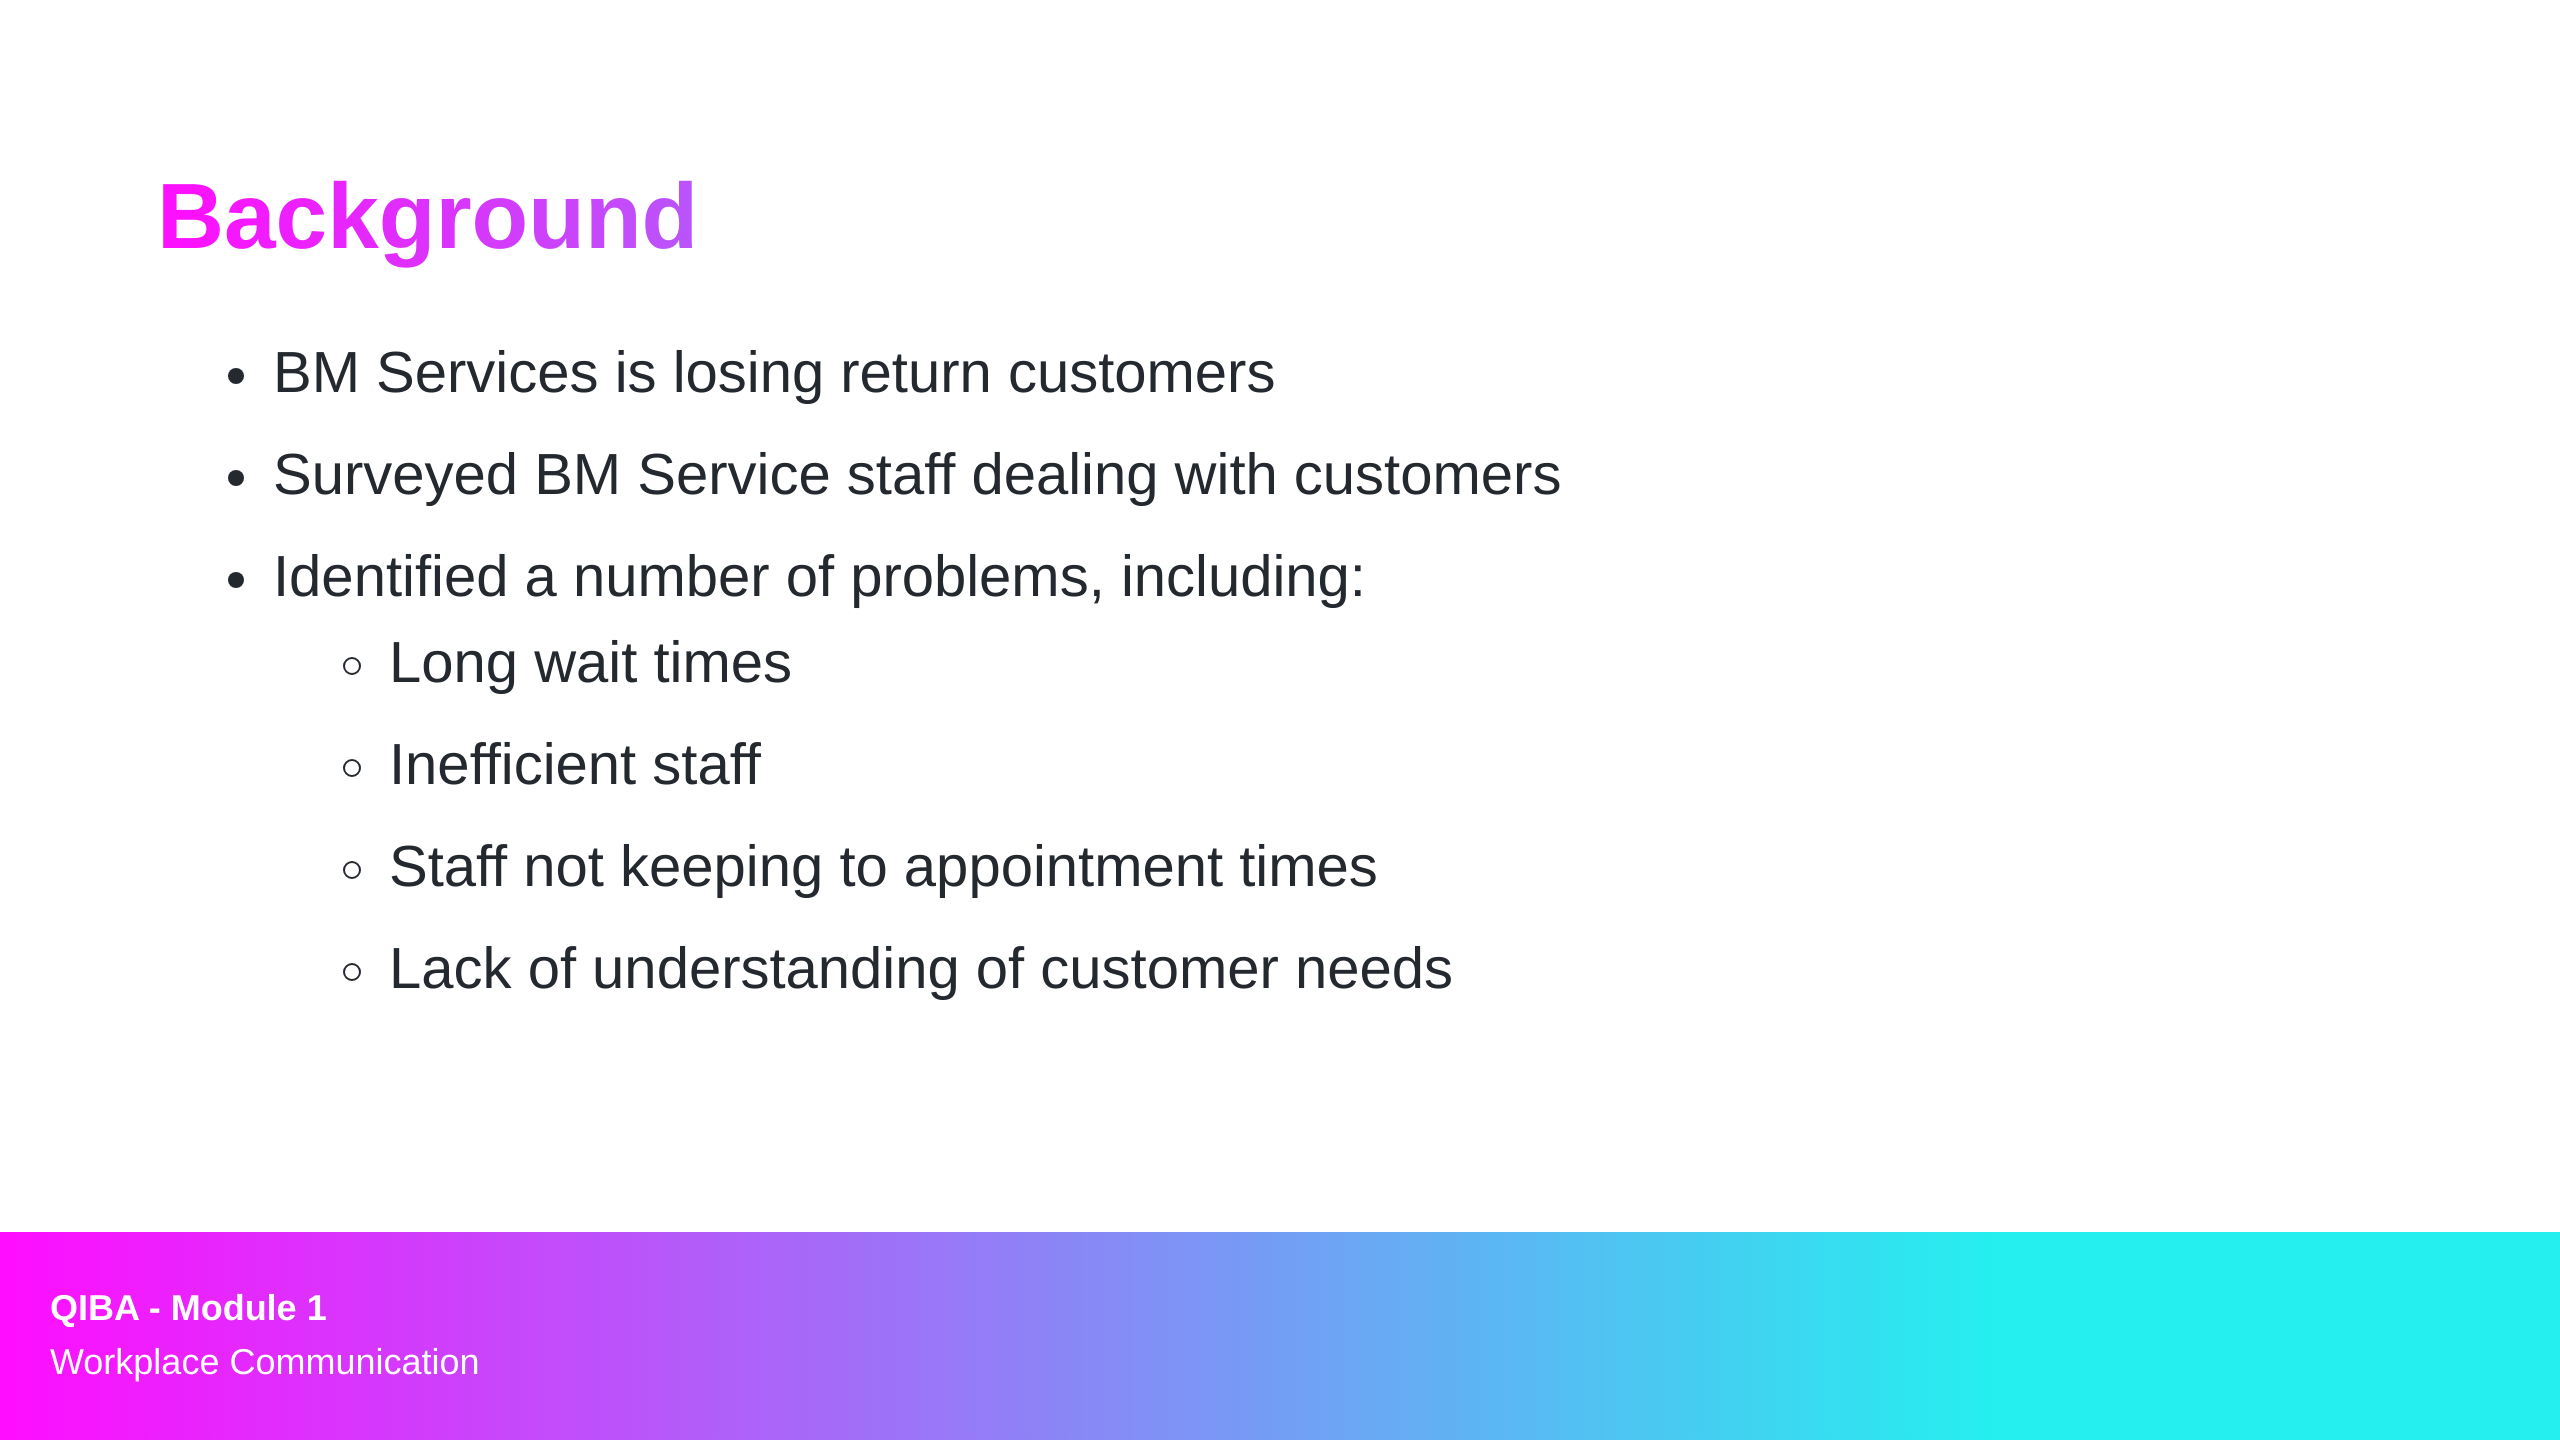 Background
• BM Services is losing return customers
• Surveyed BM Service staff dealing with customers
• Identified a number of problems, including:
○ Long wait times
○ Inefficient staff
○ Staff not keeping to appointment times
○ Lack of understanding of customer needs
QIBA - Module 1
Workplace Communication